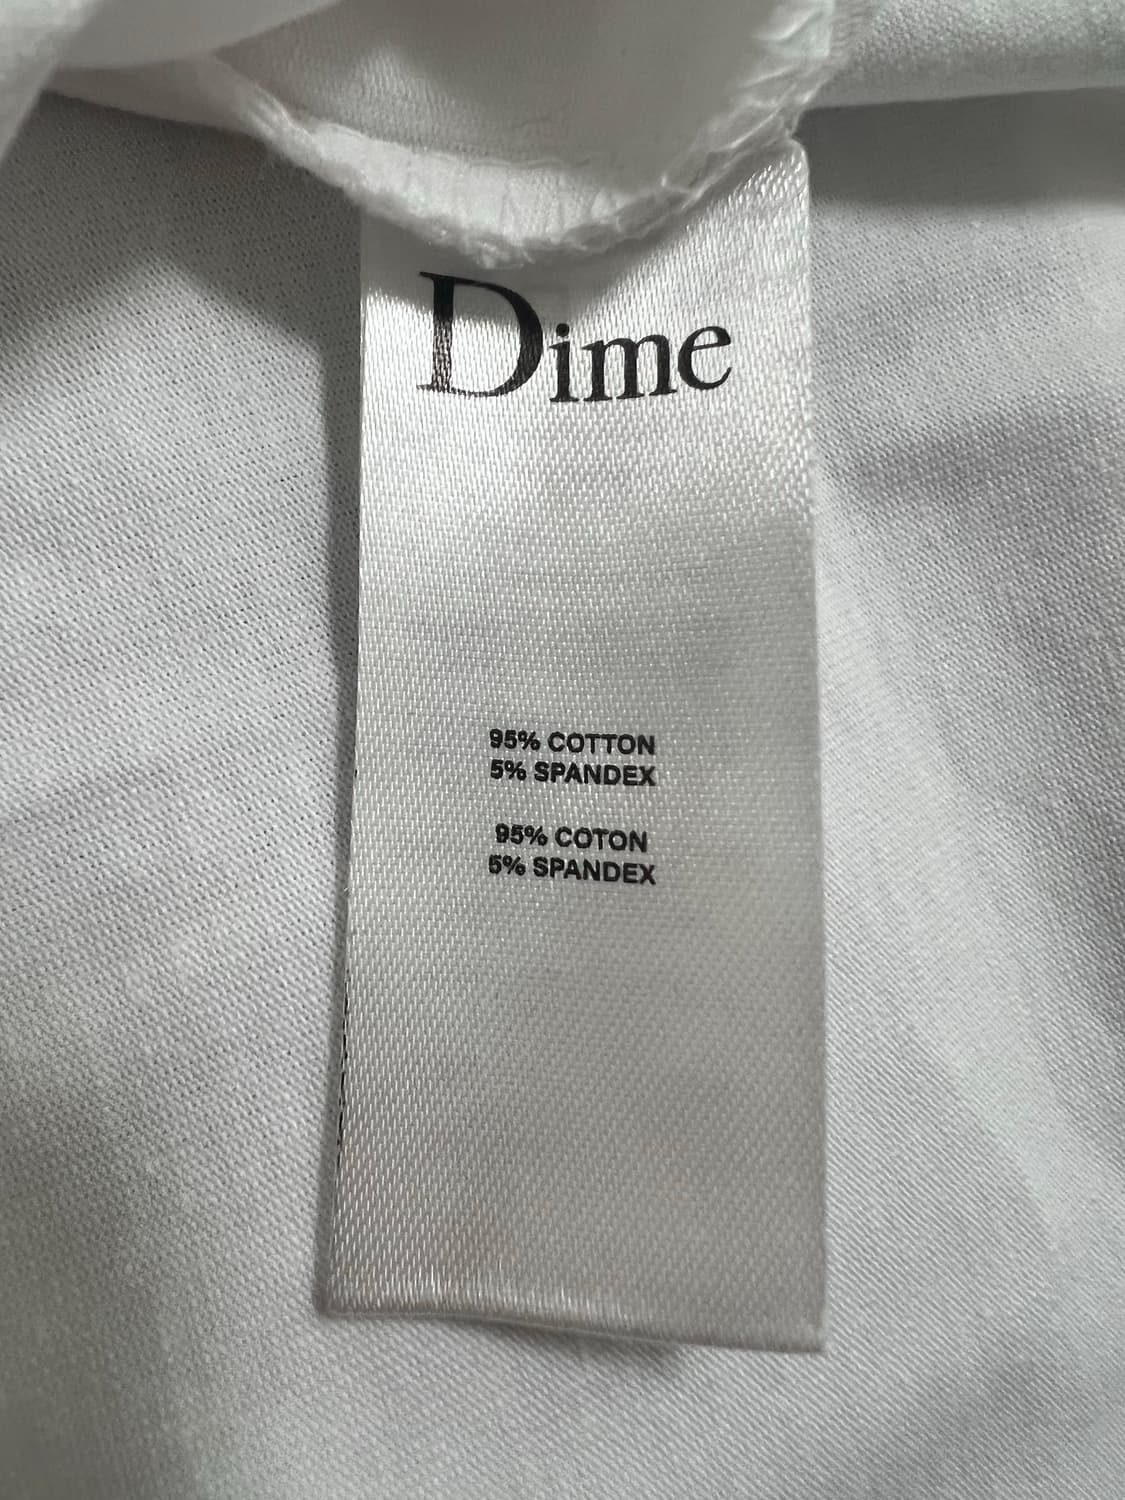 Dime
95% COTTON
5% SPANDEX
95% COTON
5% SPANDEX